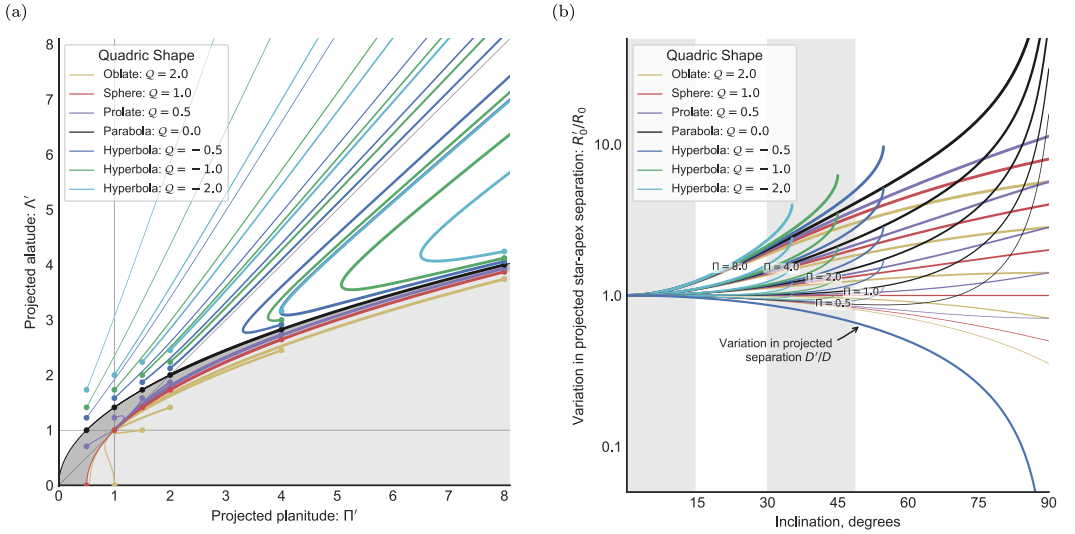 (a)
8
7
6
5
4
3
2
1
0
Projected alatude: Λ′
Quadric Shape
Oblate: Q = 2.0
Sphere: Q = 1.0
Prolate: Q = 0.5
Parabola: Q = 0.0
Hyperbola: Q = − 0.5
Hyperbola: Q = − 1.0
Hyperbola: Q = − 2.0
0 1 2 3 4 5 6 7 8
Projected planitude: Π′
(b)
Variation in projected star-apex separation: R′₀/R₀
10.0
1.0
0.1
Quadric Shape
Oblate: Q = 2.0
Sphere: Q = 1.0
Prolate: Q = 0.5
Parabola: Q = 0.0
Hyperbola: Q = − 0.5
Hyperbola: Q = − 1.0
Hyperbola: Q = − 2.0
Π = 8.0
Π = 4.0
Π = 2.0
Π = 1.0
Π = 0.5
Variation in projected
separation D′/D
15 30 45 60 75 90
Inclination, degrees